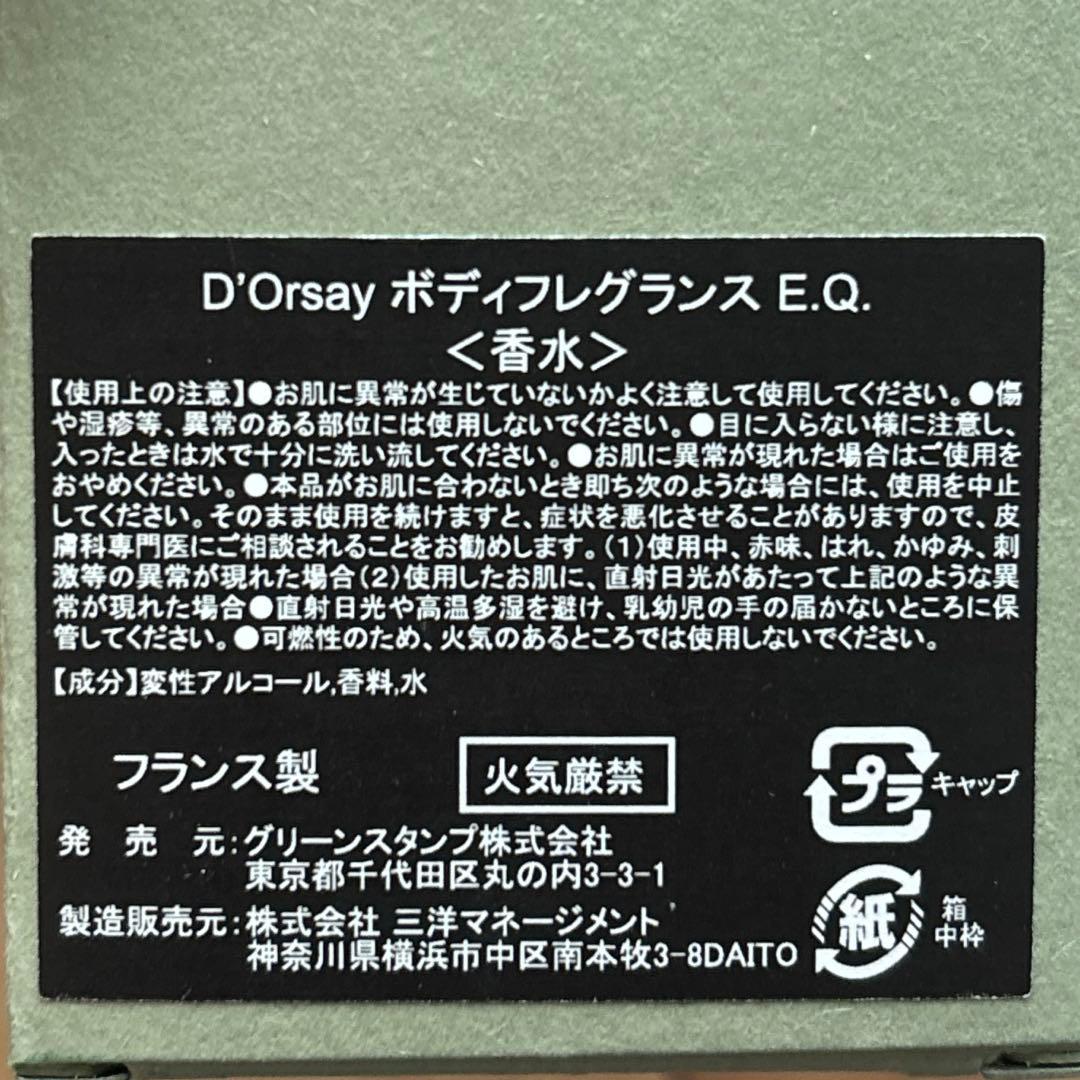 D'Orsay ボディフレグランス E.Q.
＜香水＞
【使用上の注意】●お肌に異常が生じていないかよく注意して使用してください。●傷
や湿疹等、異常のある部位には使用しないでください。●目に入らない様に注意し、
入ったときは水で十分に洗い流してください。●お肌に異常が現れた場合はご使用を
おやめください。●本品がお肌に合わないとき即ち次のような場合には、使用を中止
してください。そのまま使用を続けますと、症状を悪化させることがありますので、皮
膚科専門医にご相談されることをお勧めします。(1)使用中、赤味、はれ、かゆみ、刺
激等の異常が現れた場合(2)使用したお肌に、直射日光があたって上記のような異
常が現れた場合●直射日光や高温多湿を避け、乳幼児の手の届かないところに保
管してください。●可燃性のため、火気のあるところでは使用しないでください。
【成分】変性アルコール,香料,水
フランス製
火気厳禁
プラ キャップ
発売元:グリーンスタンプ株式会社
東京都千代田区丸の内3-3-1
製造販売元:株式会社 三洋マネージメント
神奈川県横浜市中区南本牧3-8DAITO
紙 箱
中枠